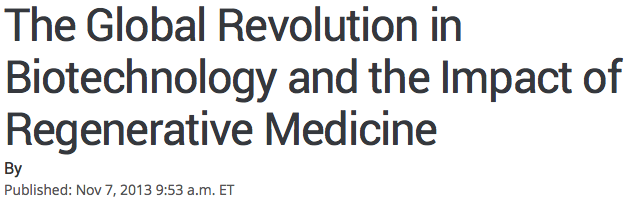 The Global Revolution in
Biotechnology and the Impact of
Regenerative Medicine
By
Published: Nov 7, 2013 9:53 a.m. ET